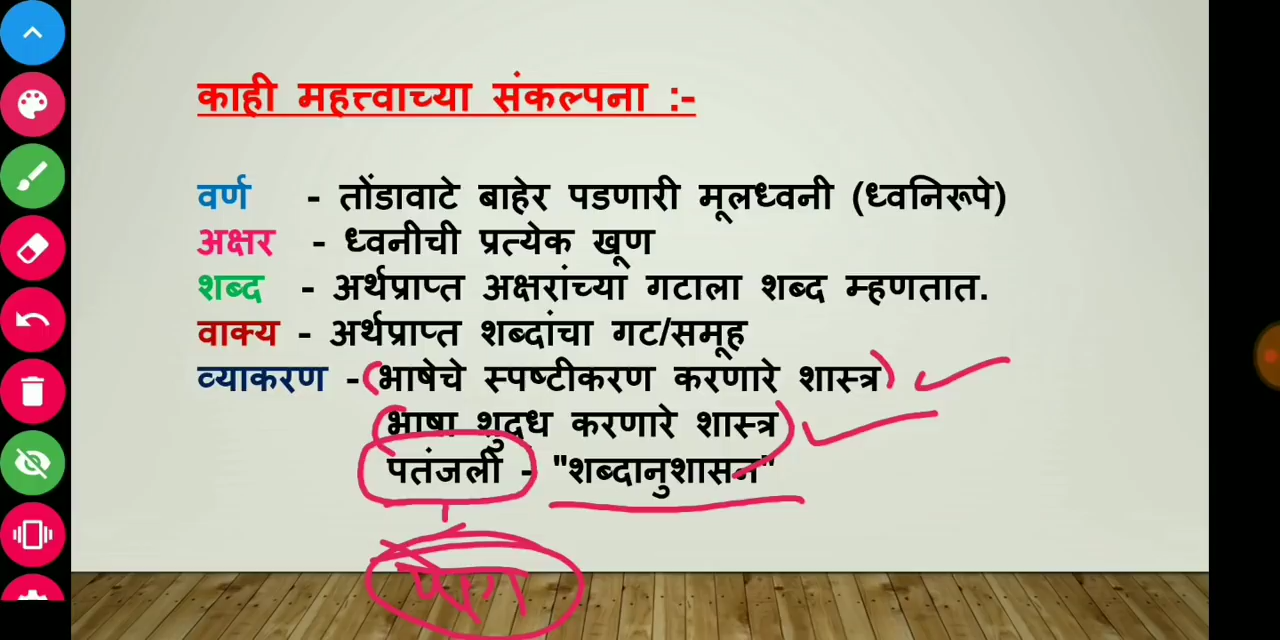 काही महत्त्वाच्या संकल्पना :-
वर्ण - तोंडावाटे बाहेर पडणारी मूलध्वनी (ध्वनिरूपे)
अक्षर - ध्वनीची प्रत्येक खूण
शब्द - अर्थप्राप्त अक्षरांच्या गटाला शब्द म्हणतात.
वाक्य - अर्थप्राप्त शब्दांचा गट/समूह
व्याकरण - भाषेचे स्पष्टीकरण करणारे शास्त्र
भाषा शुद्ध करणारे शास्त्र
पतंजली - "शब्दानुशासन"